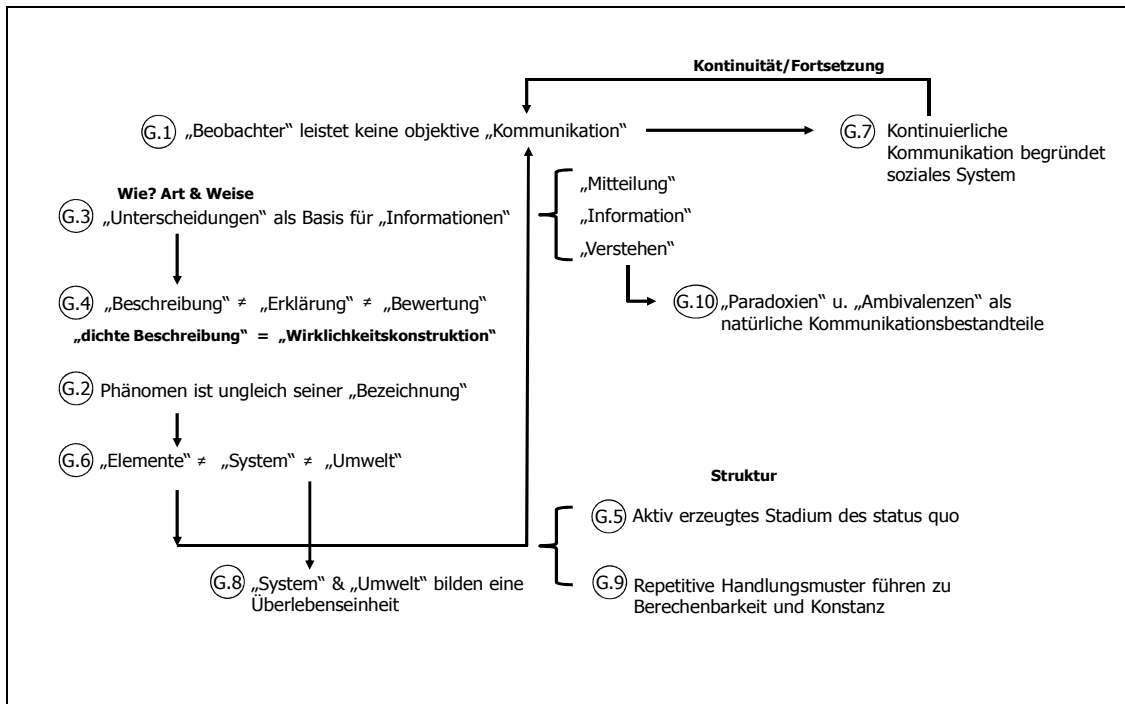 Kontinuität/Fortsetzung
G.1 „Beobachter“ leistet keine objektive „Kommunikation“
G.7 Kontinuierliche
Kommunikation begründet
soziales System
„Mitteilung“
„Information“
„Verstehen“
Wie? Art & Weise
G.3 „Unterscheidungen“ als Basis für „Informationen“
G.10 „Paradoxien“ u. „Ambivalenzen“ als
natürliche Kommunikationsbestandteile
G.4 „Beschreibung“ ≠ „Erklärung“ ≠ „Bewertung“
„dichte Beschreibung“ = „Wirklichkeitskonstruktion“
G.2 Phänomen ist ungleich seiner „Bezeichnung“
G.6 „Elemente“ ≠ „System“ ≠ „Umwelt“
Struktur
G.5 Aktiv erzeugtes Stadium des status quo
G.8 „System“ & „Umwelt“ bilden eine
Überlebenseinheit
G.9 Repetitive Handlungsmuster führen zu
Berechenbarkeit und Konstanz